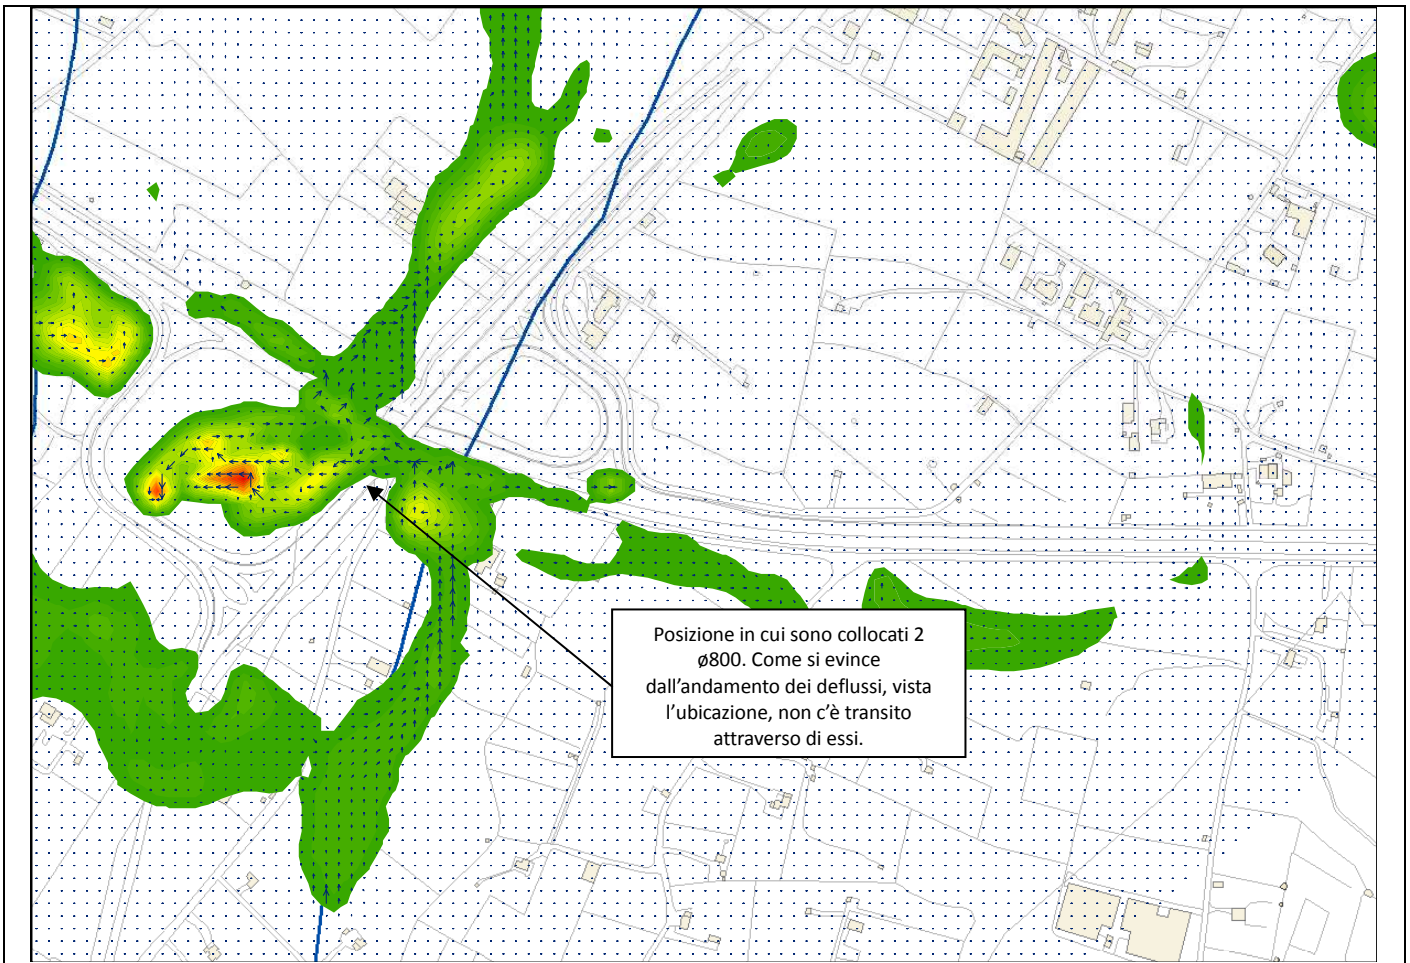 Posizione in cui sono collocati 2
ø800. Come si evince
dall’andamento dei deflussi, vista
l’ubicazione, non c’è transito
attraverso di essi.